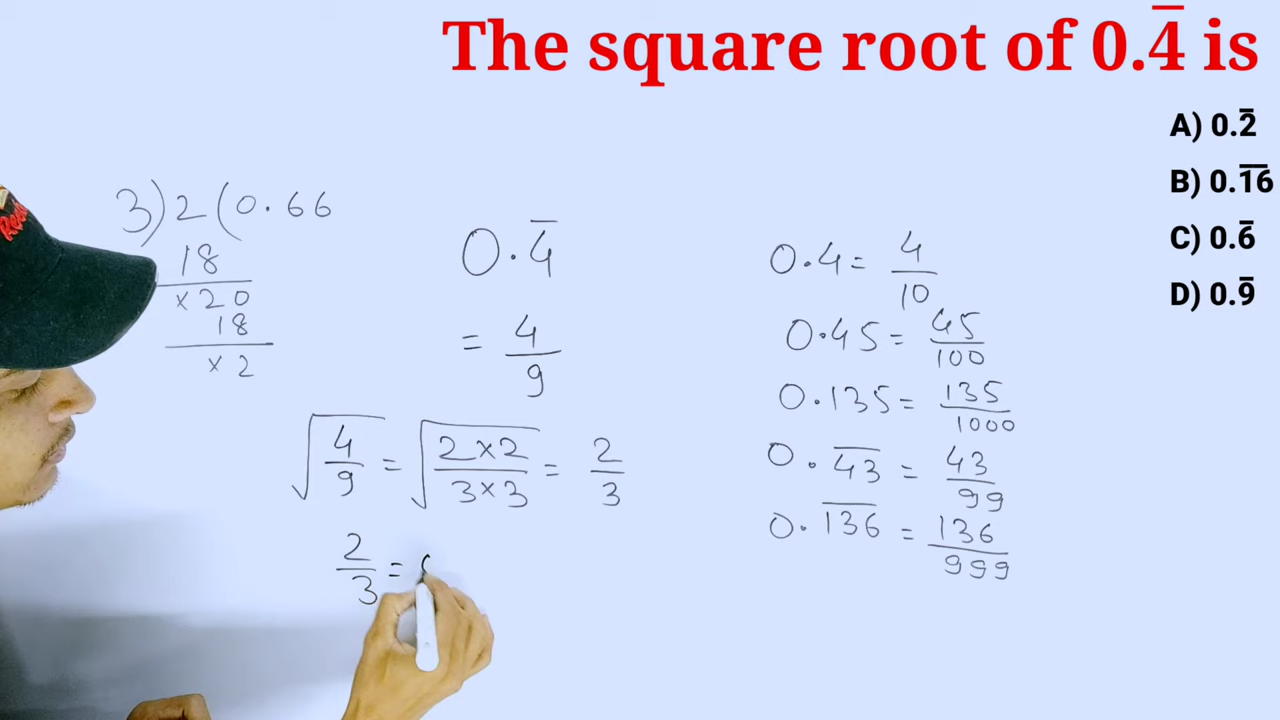 The square root of 0.4̅ is
A) 0.2̅
B) 0.1̅6̅
C) 0.6̅
D) 0.9̅
3)2(0.66
18
×20
18
×2
0.4̅
= 4/9
√(4/9) = √((2×2)/(3×3)) = 2/3
2/3 =
0.4 = 4/10
0.45 = 45/100
0.135 = 135/1000
0.4̅3̅ = 43/99
0.1̅3̅6̅ = 136/999